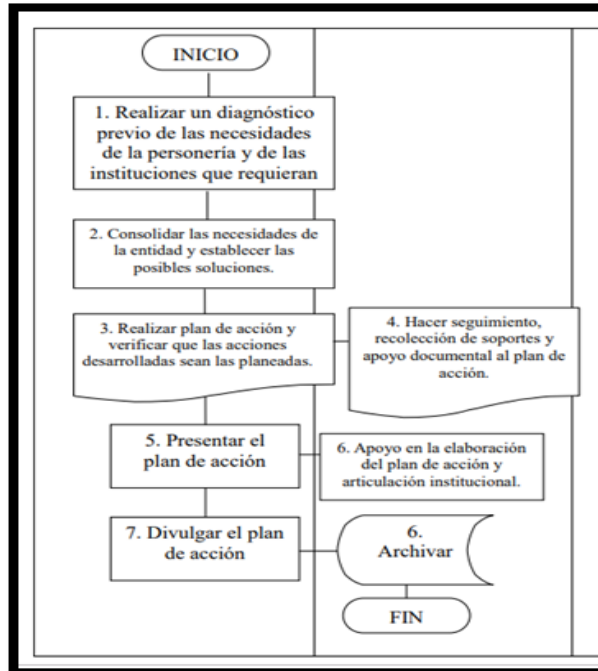 INICIO
1. Realizar un diagnóstico
previo de las necesidades
de la personería y de las
instituciones que requieran
2. Consolidar las necesidades de
la entidad y establecer las
posibles soluciones.
3. Realizar plan de acción y
verificar que las acciones
desarrolladas sean las planeadas.
4. Hacer seguimiento,
recolección de soportes y
apoyo documental al plan de
acción.
5. Presentar el
plan de acción
6. Apoyo en la elaboración
del plan de acción y
articulación institucional.
7. Divulgar el plan
de acción
6.
Archivar
FIN